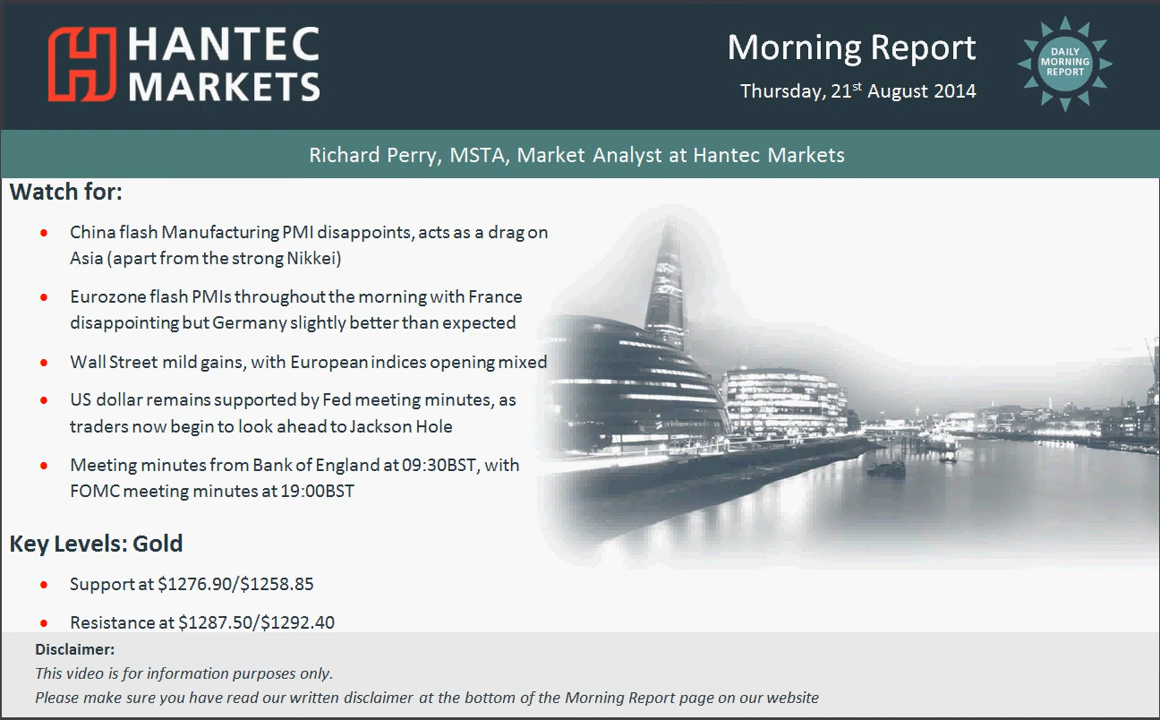 HANTEC
MARKETS
Morning Report
Thursday, 21st August 2014
DAILY
MORNING
REPORT
Richard Perry, MSTA, Market Analyst at Hantec Markets
Watch for:
• China flash Manufacturing PMI disappoints, acts as a drag on
Asia (apart from the strong Nikkei)
• Eurozone flash PMIs throughout the morning with France
disappointing but Germany slightly better than expected
• Wall Street mild gains, with European indices opening mixed
• US dollar remains supported by Fed meeting minutes, as
traders now begin to look ahead to Jackson Hole
• Meeting minutes from Bank of England at 09:30BST, with
FOMC meeting minutes at 19:00BST
Key Levels: Gold
• Support at $1276.90/$1258.85
• Resistance at $1287.50/$1292.40
Disclaimer:
This video is for information purposes only.
Please make sure you have read our written disclaimer at the bottom of the Morning Report page on our website